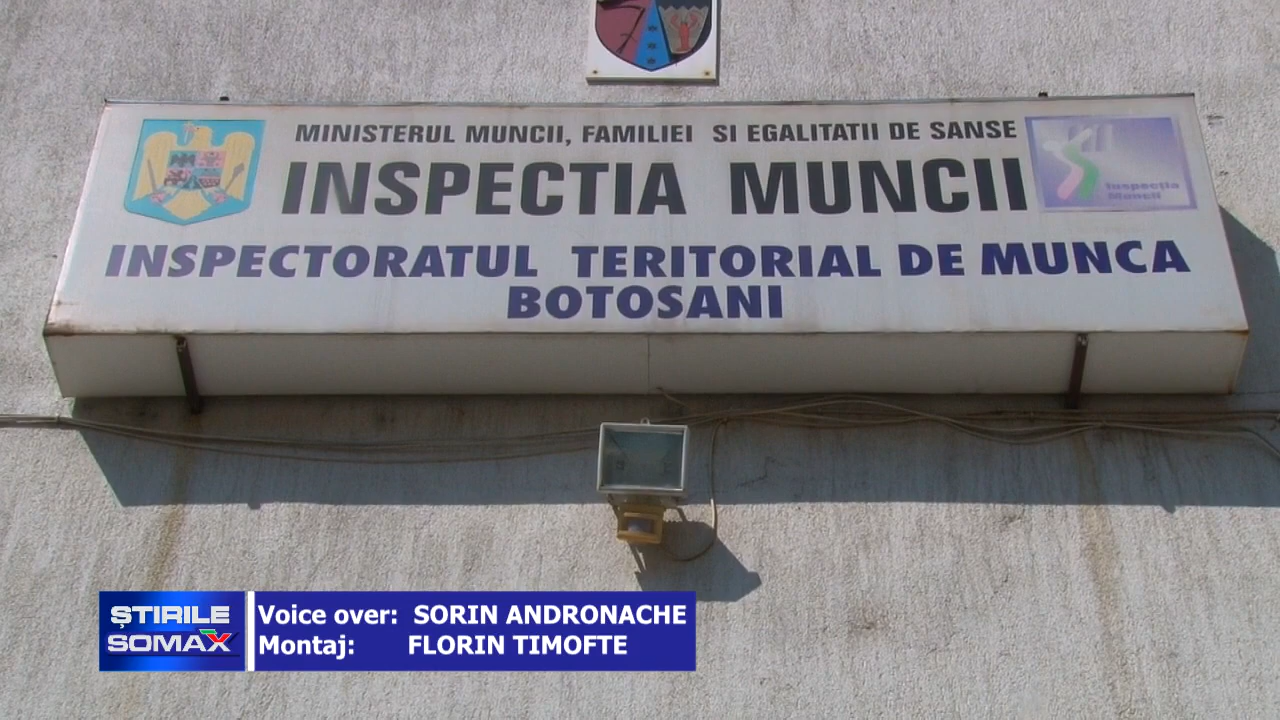 MINISTERUL MUNCII, FAMILIEI SI EGALITATII DE SANSE
INSPECTIA MUNCII
Inspecţia
Muncii
INSPECTORATUL TERITORIAL DE MUNCA
BOTOSANI
ȘTIRILE
SOMAX
Voice over: SORIN ANDRONACHE
Montaj: FLORIN TIMOFTE